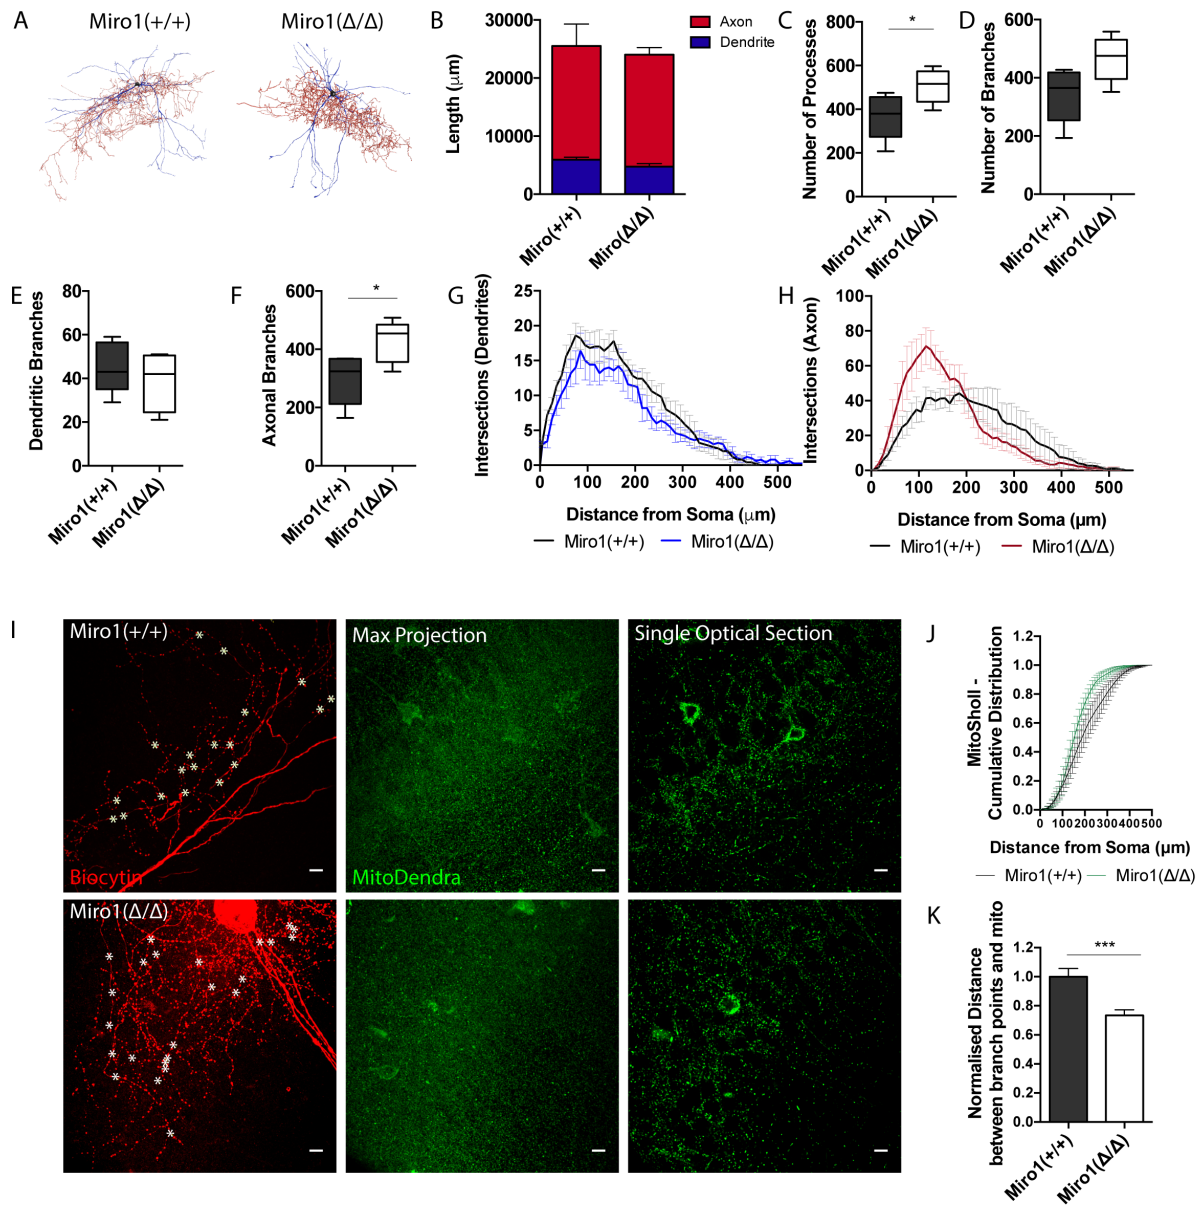 A
Miro1(+/+)
Miro1(Δ/Δ)
B
Length (μm)
30000
20000
10000
0
Miro(+/+)
Miro(Δ/Δ)
Axon
Dendrite
C
Number of Processes
800
600
400
200
0
*
Miro1(+/+)
Miro1(Δ/Δ)
D
Number of Branches
600
400
200
0
Miro1(+/+)
Miro1(Δ/Δ)
E
Dendritic Branches
80
60
40
20
0
Miro1(+/+)
Miro1(Δ/Δ)
F
Axonal Branches
600
400
200
0
*
Miro1(+/+)
Miro1(Δ/Δ)
G
Intersections (Dendrites)
25
20
15
10
5
0
0 100 200 300 400 500
Distance from Soma (μm)
Miro1(+/+) Miro1(Δ/Δ)
H
Intersections (Axon)
100
80
60
40
20
0
0 100 200 300 400 500
Distance from Soma (μm)
Miro1(+/+) Miro1(Δ/Δ)
I
Miro1(+/+)
Biocytin
Max Projection
MitoDendra
Single Optical Section
Miro1(Δ/Δ)
J
MitoSholl -
Cumulative Distribution
1.2
1.0
0.8
0.6
0.4
0.2
0.0
0 100 200 300 400 500
Distance from Soma (μm)
Miro1(+/+) Miro1(Δ/Δ)
K
Normalised Distance
between branch points and mito
1.2
1.0
0.8
0.6
0.4
0.2
0.0
***
Miro1(+/+)
Miro1(Δ/Δ)